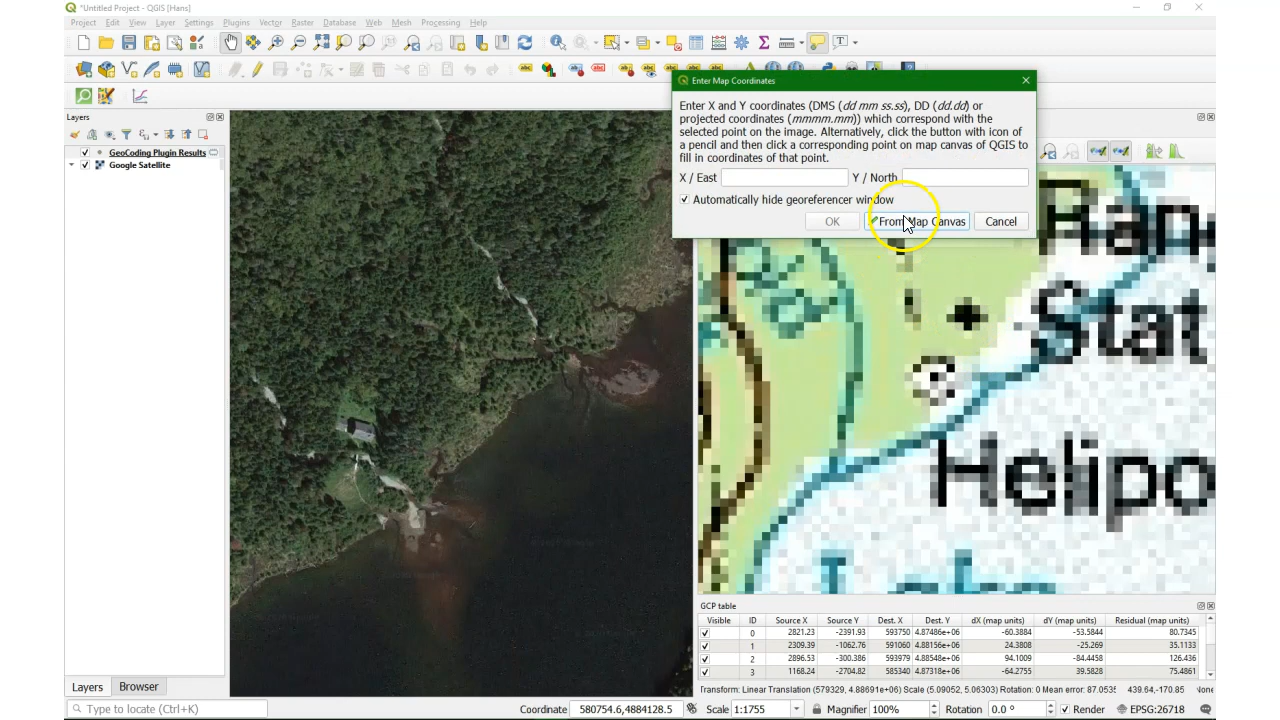 *Untitled Project - QGIS [Hans]
Project Edit View Layer Settings Plugins Vector Raster Database Web Mesh Processing Help
Layers
GeoCoding Plugin Results
Google Satellite
Enter Map Coordinates
Enter X and Y coordinates (DMS (dd mm ss.ss), DD (dd.dd) or
projected coordinates (mmmm.mm)) which correspond with the
selected point on the image. Alternatively, click the button with icon of
a pencil and then click a corresponding point on map canvas of QGIS to
fill in coordinates of that point.
X / East
Y / North
Automatically hide georeferencer window
OK
From Map Canvas
Cancel
Ran
Stat
Helipo
Lake
GCP table
Visible ID Source X Source Y Dest. X Dest. Y dX (map units) dY (map units) Residual (map units)
0 2821.23 -2391.93 593750 4.87486e+06 -60.3884 -53.5844 80.7345
1 2309.39 -1062.76 591060 4.88156e+06 24.3808 -25.269 35.1133
2 2896.53 -300.386 593979 4.88548e+06 94.1009 -84.4458 126.436
3 1168.24 -2704.82 585340 4.87318e+06 -64.2755 39.5828 75.4861
Transform: Linear Translation (579329, 4.88691e+06) Scale (5.09052, 5.06303) Rotation: 0 Mean error: 87.0535 439.64,-170.85 None
Layers Browser
Type to locate (Ctrl+K)
Coordinate 580754.6,4884128.5 Scale 1:1755 Magnifier 100% Rotation 0.0 ° Render EPSG:26718